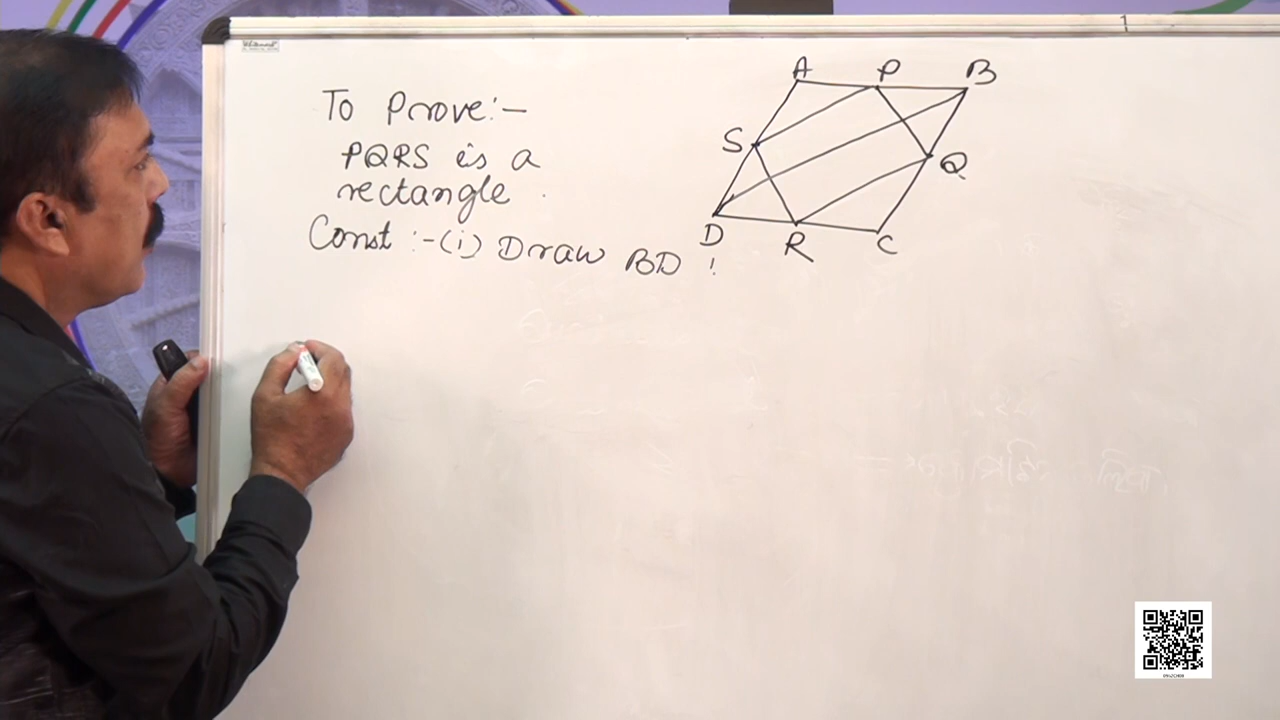 To Prove:-
PQRS is a
rectangle.
Const :-(i) Draw BD
A P B
S Q
D R C